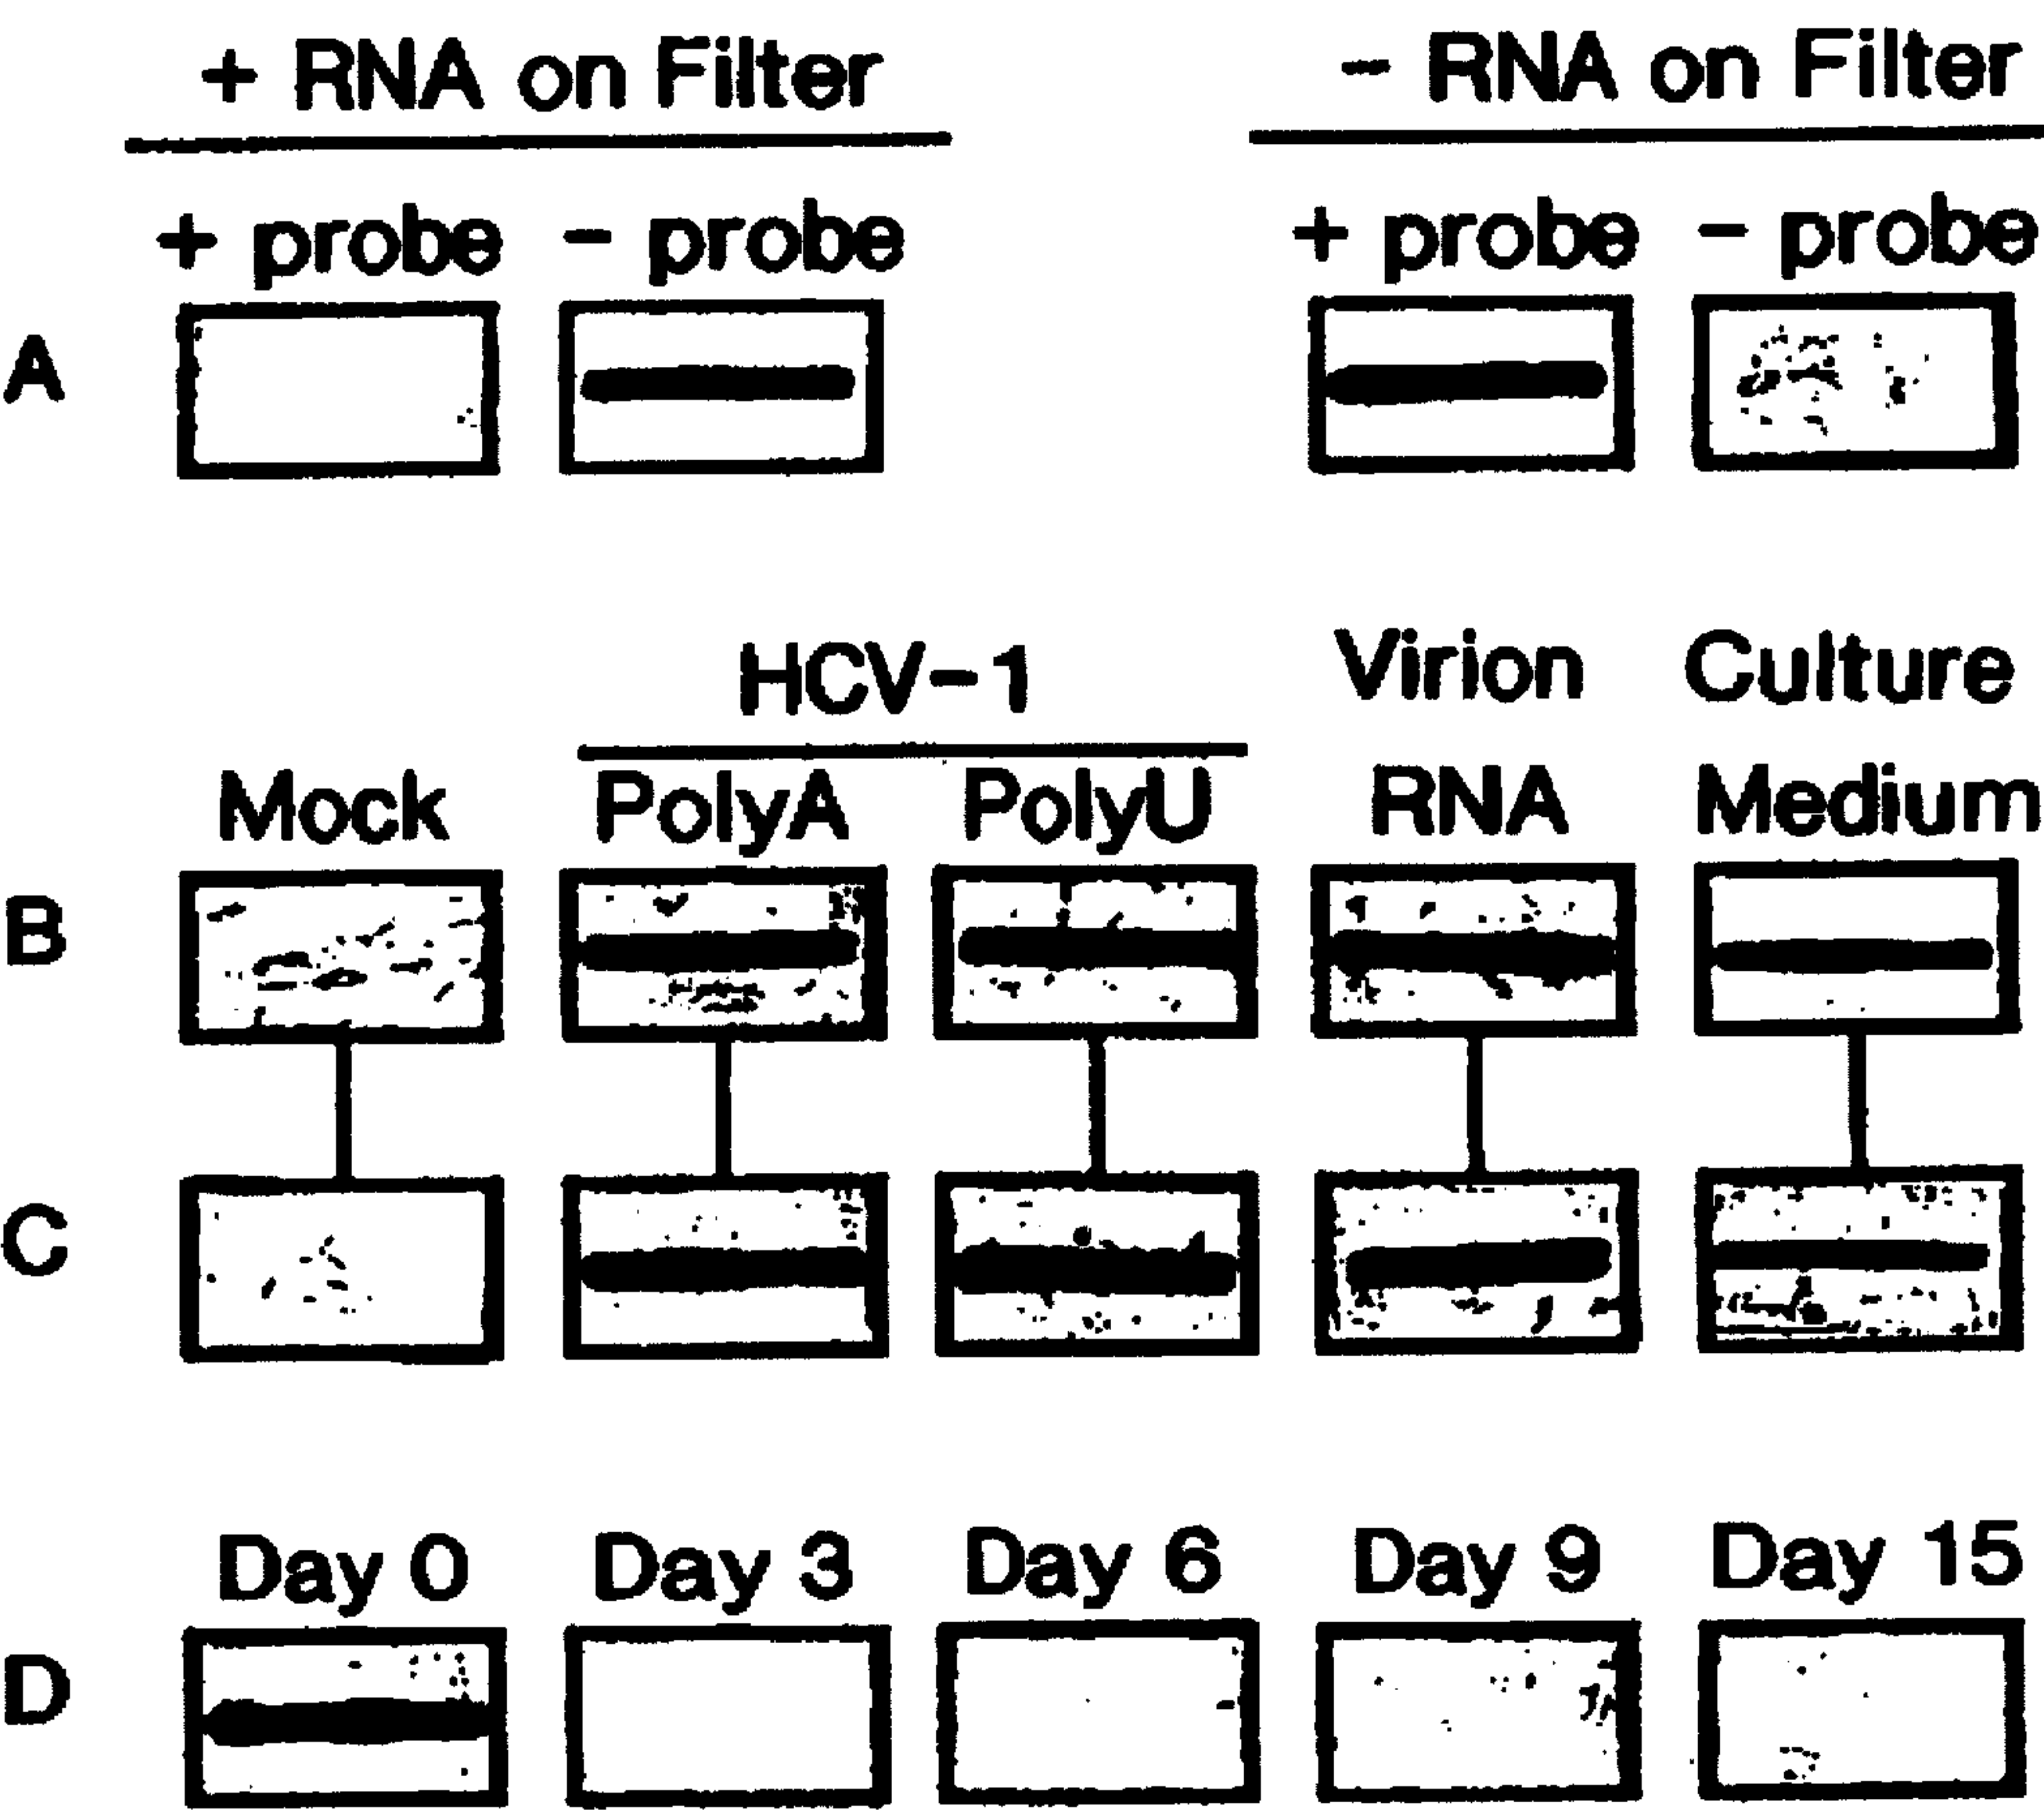 + RNA on Filter - RNA on Filter
+ probe - probe + probe - probe
A
HCV-1 Virion Culture
Mock PolyA PolyU RNA Medium
B
C
Day 0 Day 3 Day 6 Day 9 Day 15
D